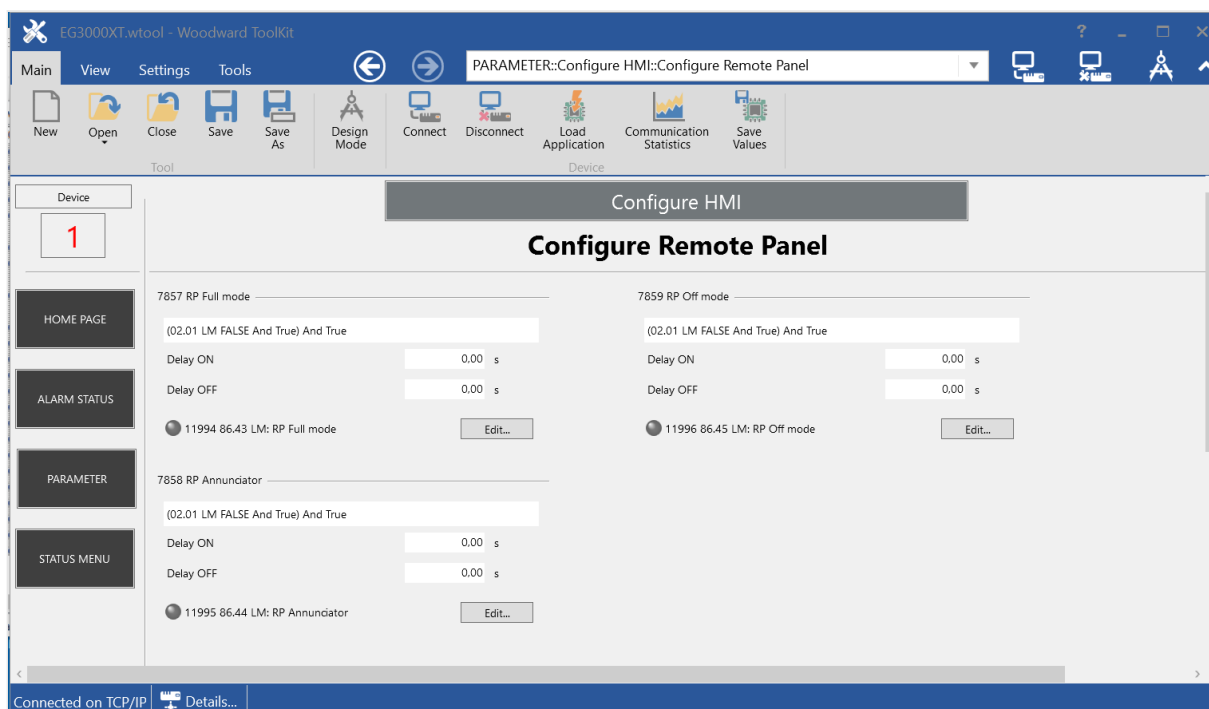 EG3000XT.wtool - Woodward ToolKit
?
Main View Settings Tools
PARAMETER::Configure HMI::Configure Remote Panel
New Open Close Save Save As Design Mode Connect Disconnect Load Application Communication Statistics Save Values
Tool Device
Device
1
HOME PAGE
ALARM STATUS
PARAMETER
STATUS MENU
Configure HMI
Configure Remote Panel
7857 RP Full mode
(02.01 LM FALSE And True) And True
Delay ON 0,00 s
Delay OFF 0,00 s
11994 86.43 LM: RP Full mode Edit...
7859 RP Off mode
(02.01 LM FALSE And True) And True
Delay ON 0,00 s
Delay OFF 0,00 s
11996 86.45 LM: RP Off mode Edit...
7858 RP Annunciator
(02.01 LM FALSE And True) And True
Delay ON 0,00 s
Delay OFF 0,00 s
11995 86.44 LM: RP Annunciator Edit...
Connected on TCP/IP Details...